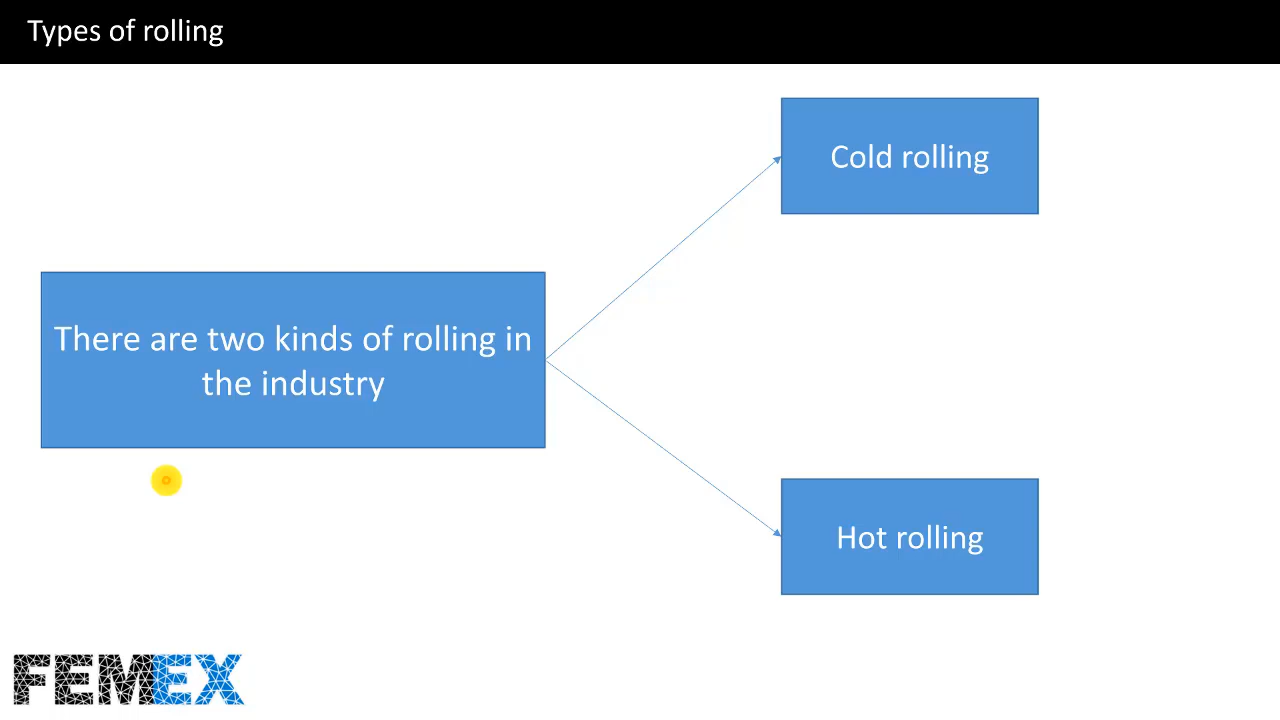 Types of rolling
Cold rolling
There are two kinds of rolling in
the industry
Hot rolling
FEMEX